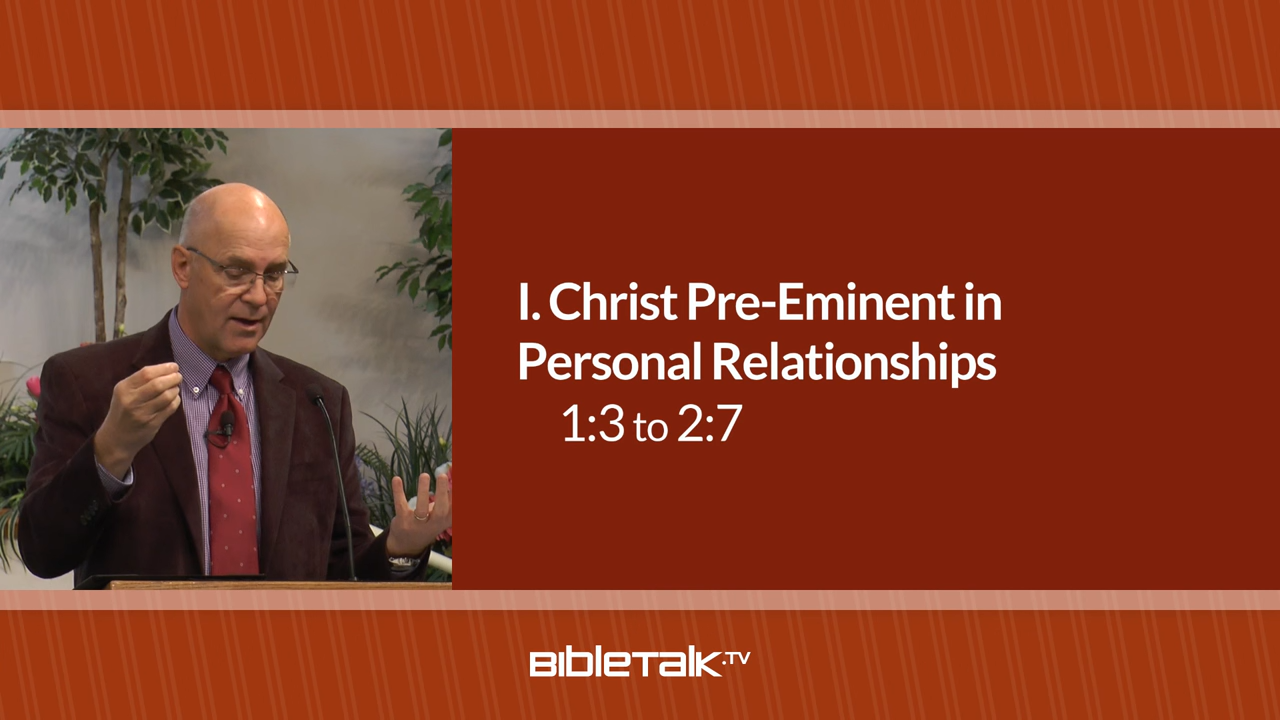 I. Christ Pre-Eminent in
Personal Relationships
1:3 to 2:7
BibleTalk.TV